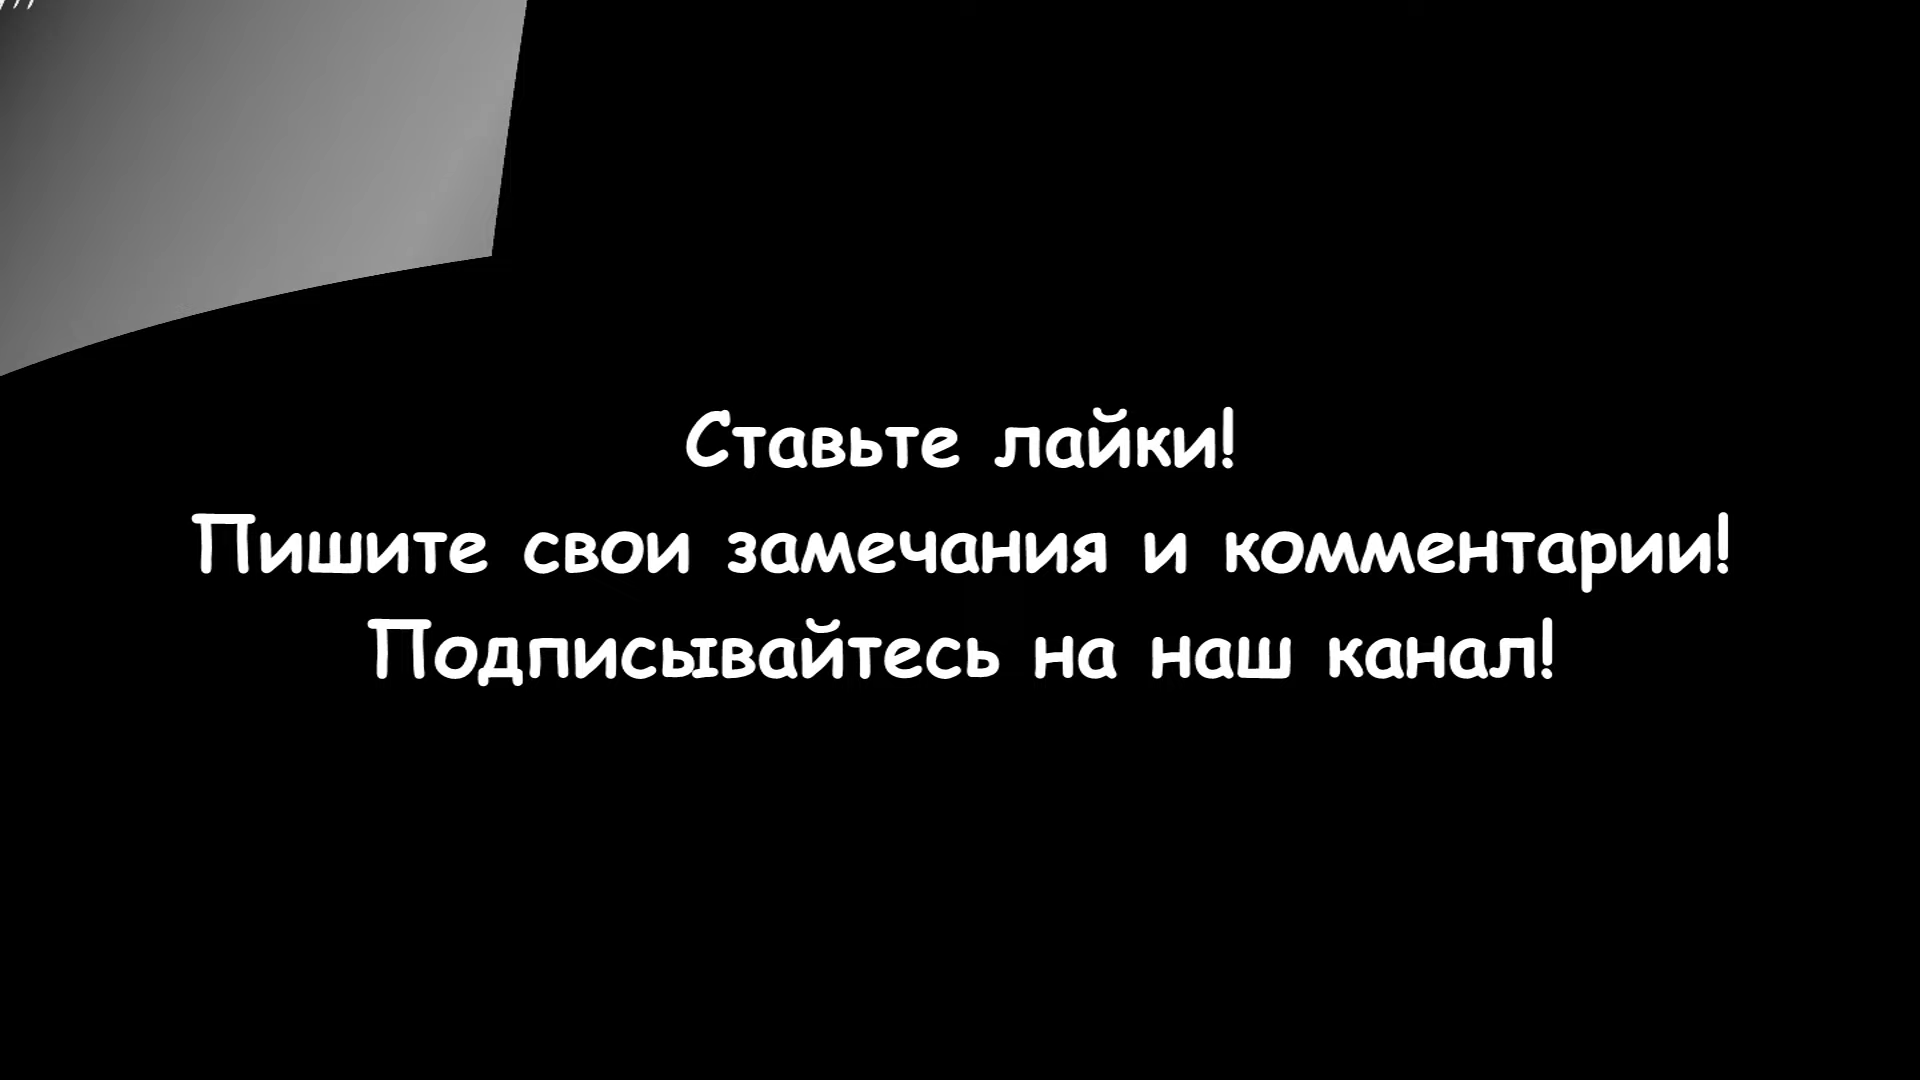 Ставьте лайки!
Пишите свои замечания и комментарии!
Подписывайтесь на наш канал!